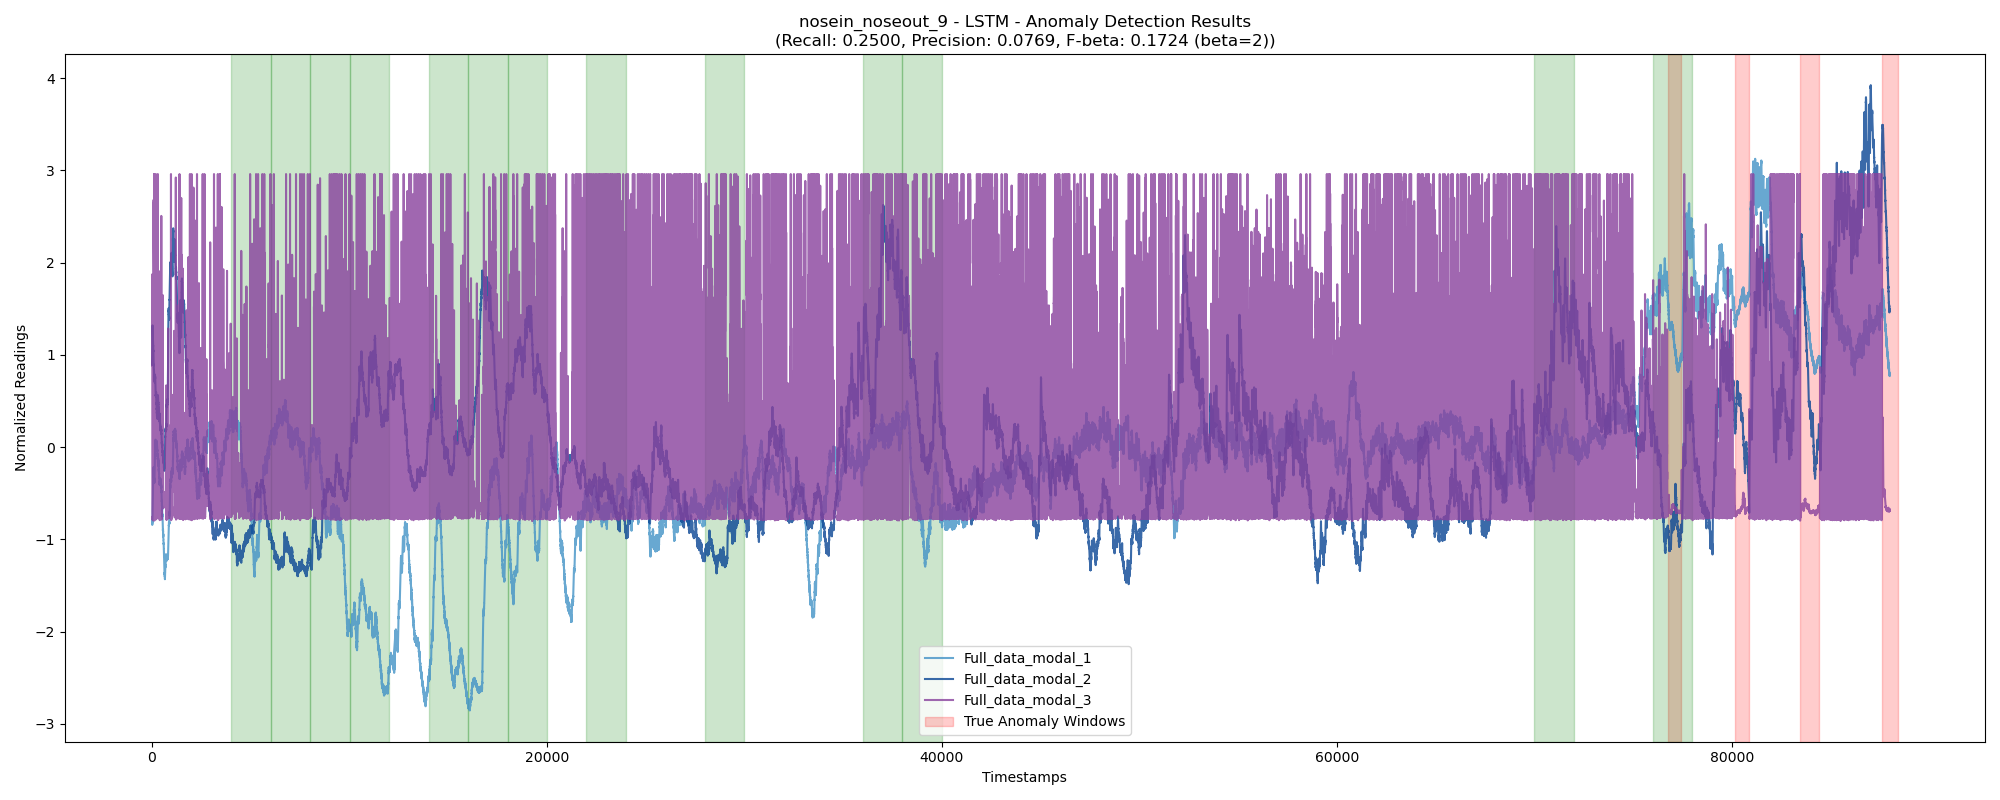 nosein_noseout_9 - LSTM - Anomaly Detection Results
(Recall: 0.2500, Precision: 0.0769, F-beta: 0.1724 (beta=2))
Normalized Readings
4
3
2
1
0
−1
−2
−3
Full_data_modal_1
Full_data_modal_2
Full_data_modal_3
True Anomaly Windows
0
20000
40000
60000
80000
Timestamps